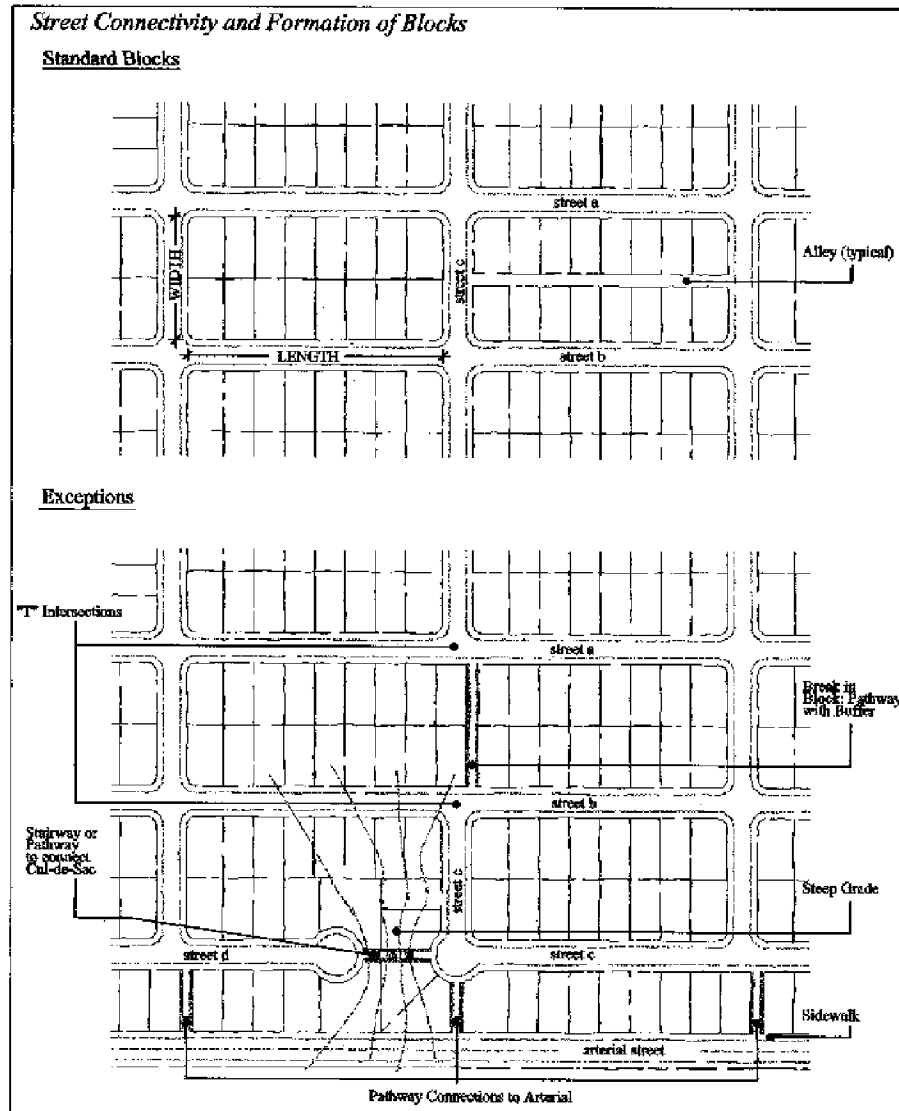 Street Connectivity and Formation of Blocks
Standard Blocks
street a
Alley (typical)
WIDTH
street c
LENGTH
street b
Exceptions
"T" Intersections
street a
Break in
Block: Pathway
with Buffer
street b
Stairway or
Pathway
to connect
Cul-de-Sac
street c
Steep Grade
street d
street c
Sidewalk
arterial street
Pathway Connections to Arterial